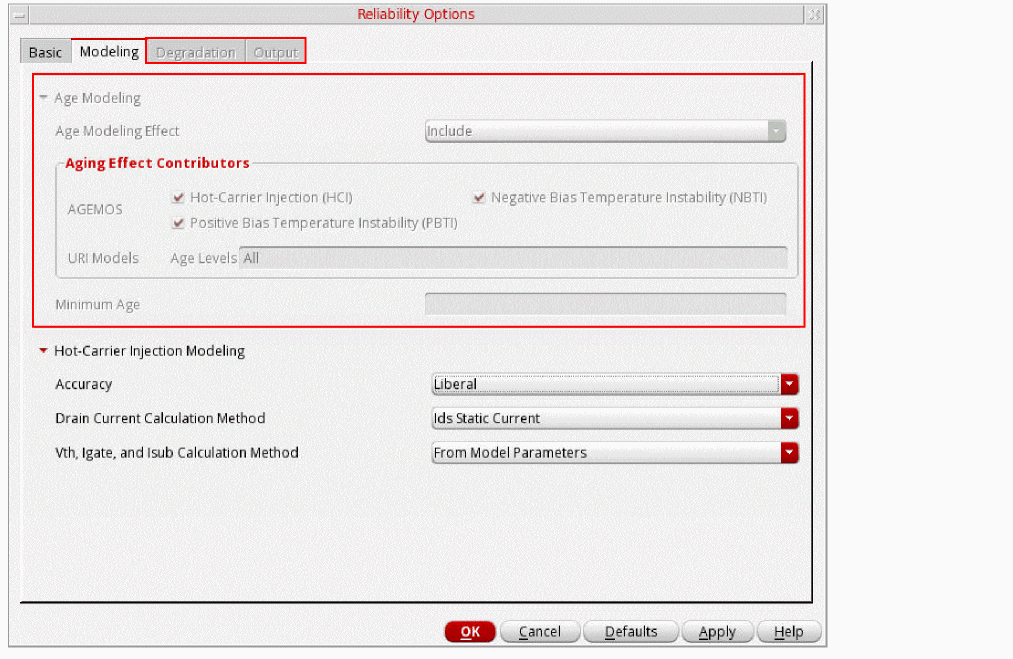 Reliability Options
Basic Modeling Degradation Output
Age Modeling
Age Modeling Effect Include
Aging Effect Contributors
AGEMOS Hot-Carrier Injection (HCI) Negative Bias Temperature Instability (NBTI)
Positive Bias Temperature Instability (PBTI)
URI Models Age Levels All
Minimum Age
Hot-Carrier Injection Modeling
Accuracy Liberal
Drain Current Calculation Method Ids Static Current
Vth, Igate, and Isub Calculation Method From Model Parameters
OK Cancel Defaults Apply Help